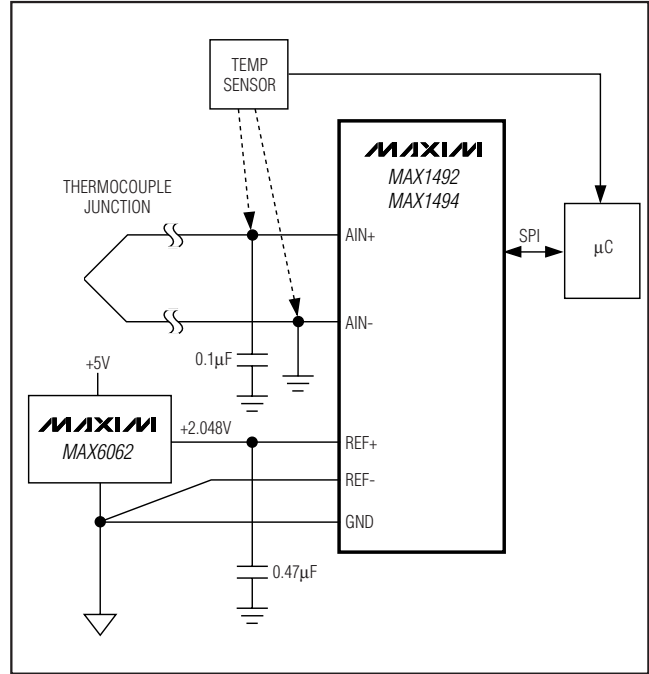 TEMP
SENSOR
MAXIM
MAX1492
MAX1494
THERMOCOUPLE
JUNCTION
AIN+
SPI
μC
AIN-
0.1μF
+5V
MAXIM
MAX6062
+2.048V
REF+
REF-
GND
0.47μF